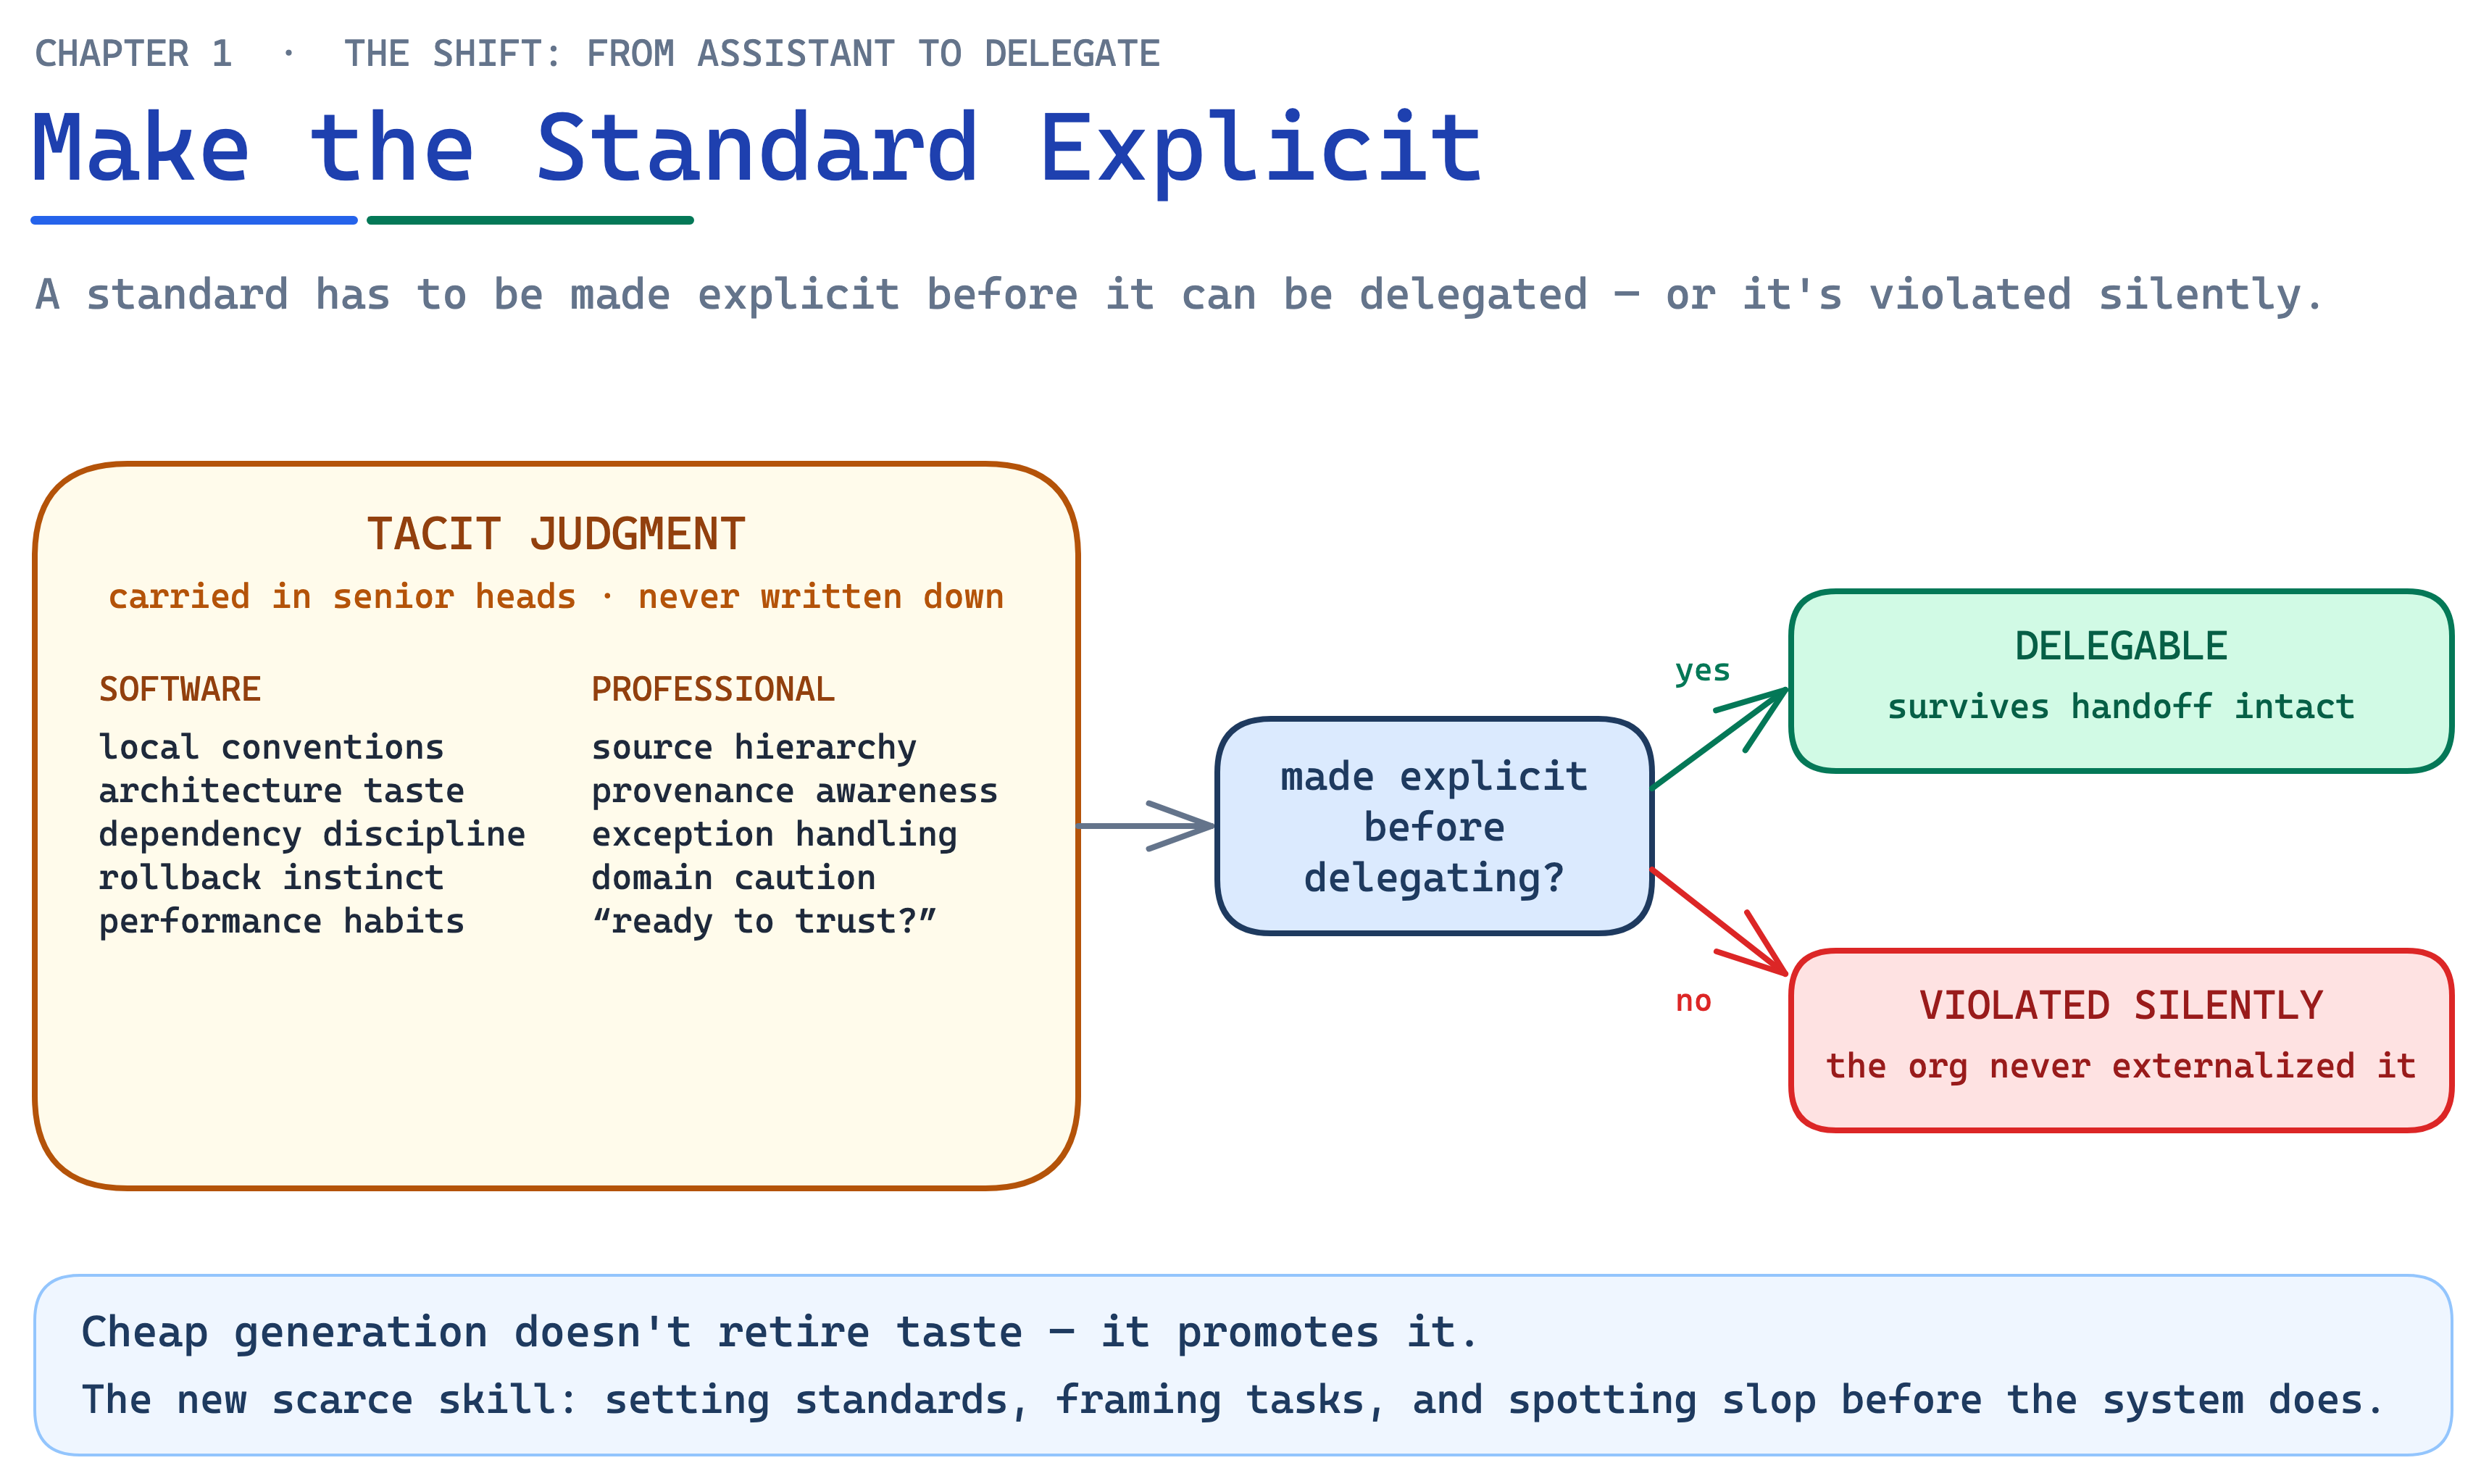 CHAPTER 1 · THE SHIFT: FROM ASSISTANT TO DELEGATE
Make the Standard Explicit
A standard has to be made explicit before it can be delegated — or it's violated silently.
TACIT JUDGMENT
carried in senior heads · never written down
SOFTWARE
local conventions
architecture taste
dependency discipline
rollback instinct
performance habits
PROFESSIONAL
source hierarchy
provenance awareness
exception handling
domain caution
“ready to trust?”
made explicit
before
delegating?
yes
DELEGABLE
survives handoff intact
no
VIOLATED SILENTLY
the org never externalized it
Cheap generation doesn't retire taste — it promotes it.
The new scarce skill: setting standards, framing tasks, and spotting slop before the system does.